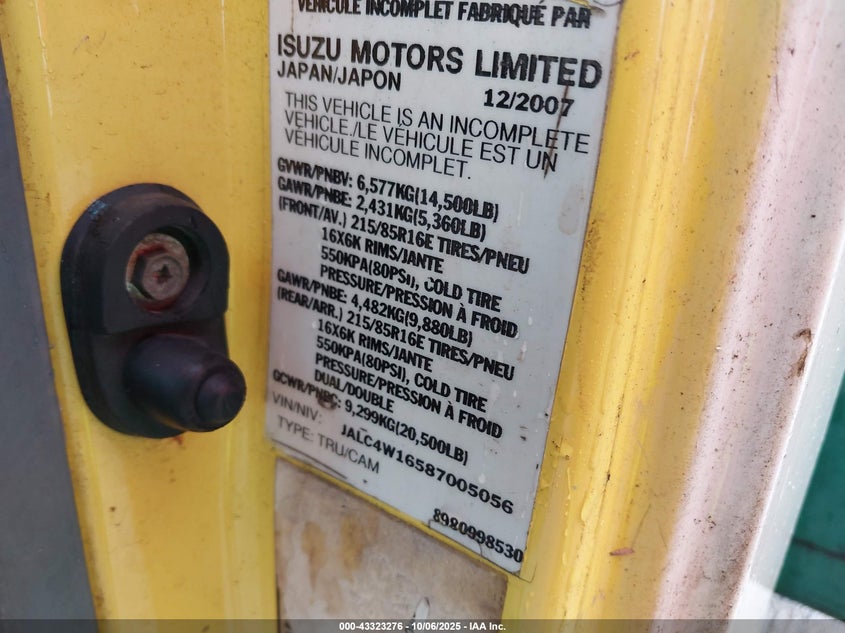 VÉHICULE INCOMPLET FABRIQUÉ PAR
ISUZU MOTORS LIMITED
JAPAN/JAPON 12/2007
THIS VEHICLE IS AN INCOMPLETE
VEHICLE./LE VÉHICULE EST UN
VÉHICULE INCOMPLET.
GVWR/PNBV: 6,577KG(14,500LB)
GAWR/PNBE: 2,431KG(5,360LB)
(FRONT/AV.) 215/85R16E TIRES/PNEU
16X6K RIMS/JANTE
550KPA(80PSI), COLD TIRE
PRESSURE/PRESSION À FROID
GAWR/PNBE: 4,482KG(9,880LB)
(REAR/ARR.) 215/85R16E TIRES/PNEU
16X6K RIMS/JANTE
550KPA(80PSI), COLD TIRE
PRESSURE/PRESSION À FROID
DUAL/DOUBLE
GCWR/PNBC: 9,299KG(20,500LB)
VIN/NIV: JALC4W16587005056
TYPE: TRU/CAM
8980998530
000-43323276 - 10/06/2025 - IAA Inc.